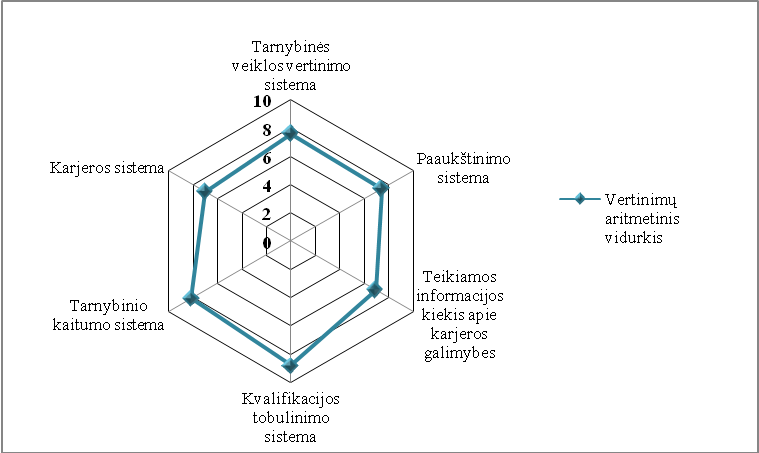 Tarnybinės
veiklos vertinimo
sistema
10
8
6
4
2
0
Paaukštinimo
sistema
Teikiamos
informacijos
kiekis apie
karjeros
galimybes
Kvalifikacijos
tobulinimo
sistema
Tarnybinio
kaitumo sistema
Karjeros sistema
Vertinimų
aritmetinis
vidurkis